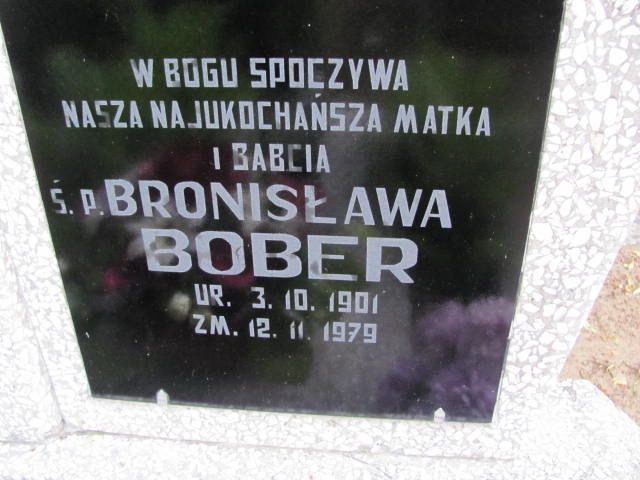 W BOGU SPOCZYWA
NASZA NAJUKOCHAŃSZA MATKA
I BABCIA
Ś. P. BRONISŁAWA
BOBER
UR. 3. 10. 1901
ZM. 12. 11. 1979